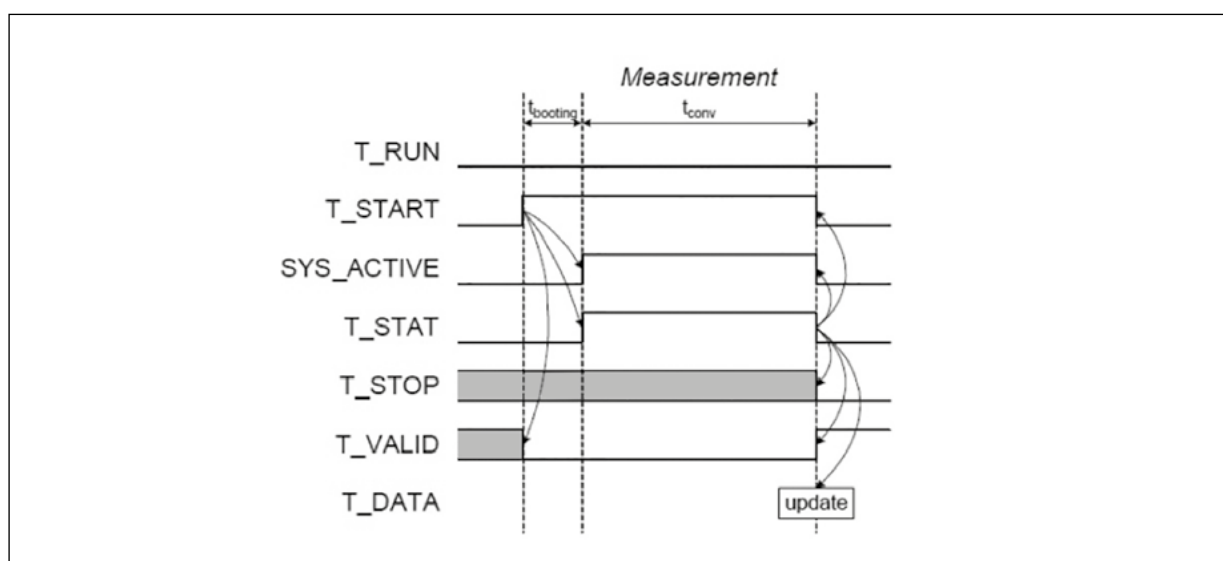 Measurement
tbooting
tconv
T_RUN
T_START
SYS_ACTIVE
T_STAT
T_STOP
T_VALID
T_DATA
update